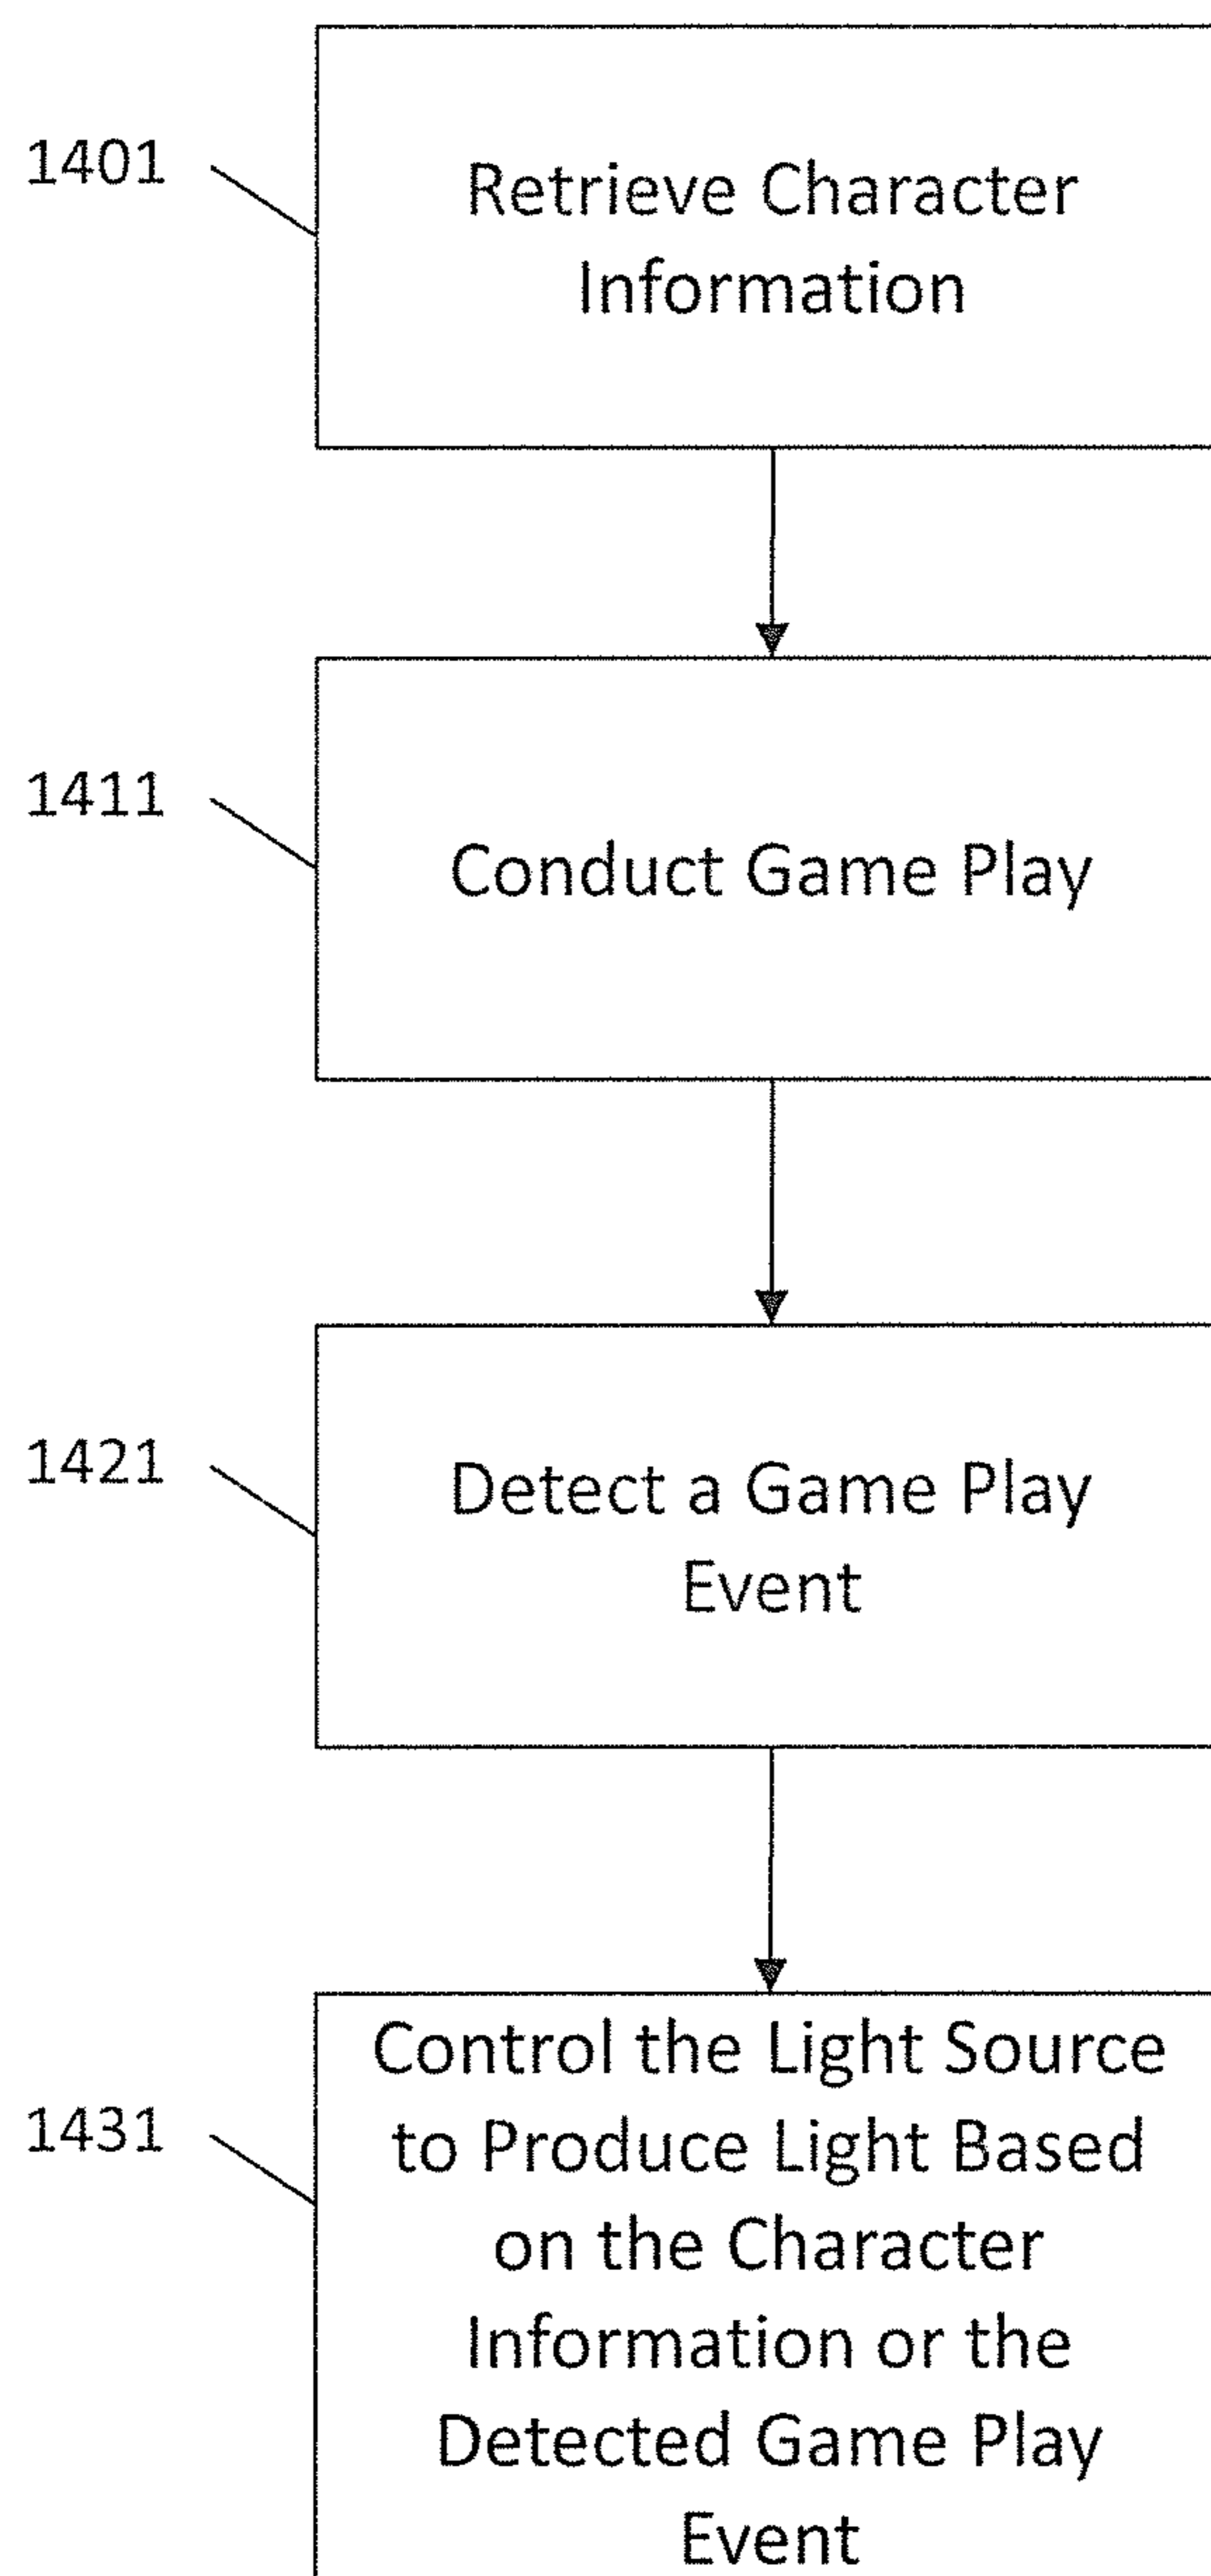 1401
Retrieve Character
Information
1411
Conduct Game Play
1421
Detect a Game Play
Event
1431
Control the Light Source
to Produce Light Based
on the Character
Information or the
Detected Game Play
Event